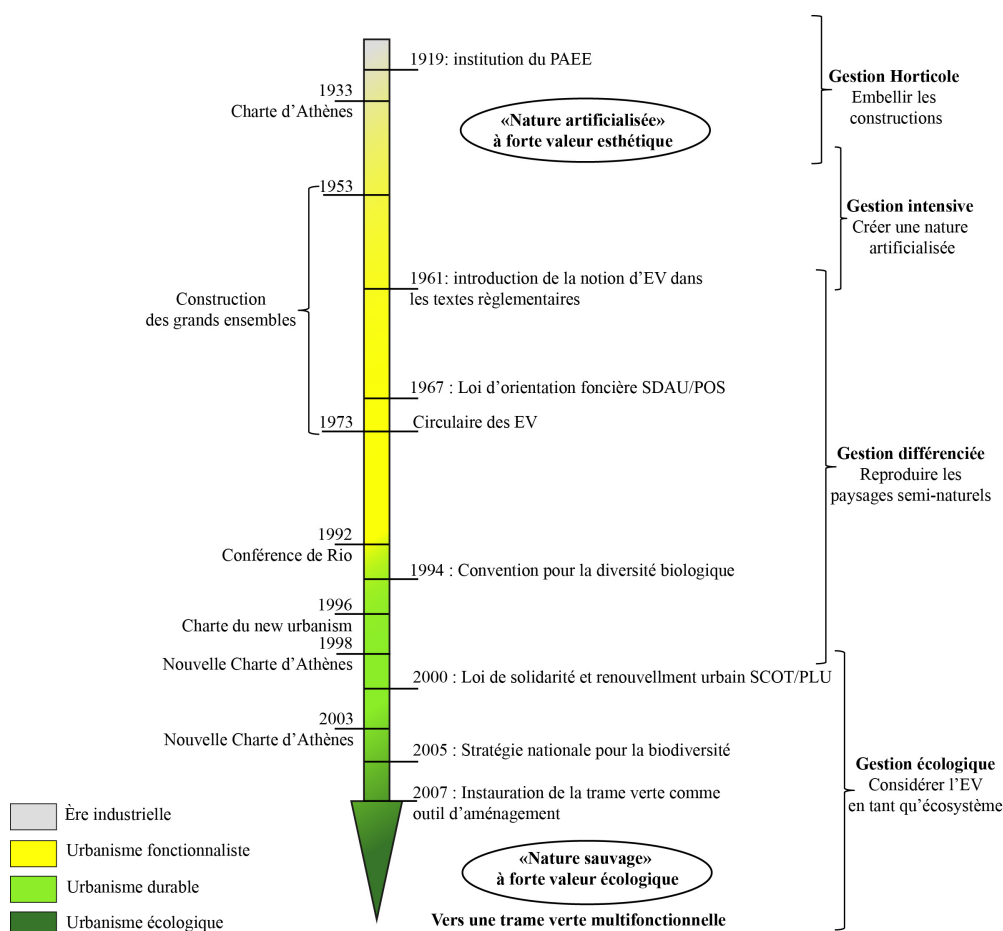 1919: institution du PAEE
1933
Charte d’Athènes
Gestion Horticole
Embellir les
constructions
«Nature artificialisée»
à forte valeur esthétique
1953
Gestion intensive
Créer une nature
artificialisée
1961: introduction de la notion d’EV dans
les textes règlementaires
Construction
des grands ensembles
1967 : Loi d’orientation foncière SDAU/POS
1973
Circulaire des EV
Gestion différenciée
Reproduire les
paysages semi-naturels
1992
Conférence de Rio
1994 : Convention pour la diversité biologique
1996
Charte du new urbanism
1998
Nouvelle Charte d’Athènes
2000 : Loi de solidarité et renouvellment urbain SCOT/PLU
2003
Nouvelle Charte d’Athènes
2005 : Stratégie nationale pour la biodiversité
Gestion écologique
Considérer l’EV
en tant qu’écosystème
2007 : Instauration de la trame verte comme
outil d’aménagement
«Nature sauvage»
à forte valeur écologique
Vers une trame verte multifonctionnelle
Ère industrielle
Urbanisme fonctionnaliste
Urbanisme durable
Urbanisme écologique